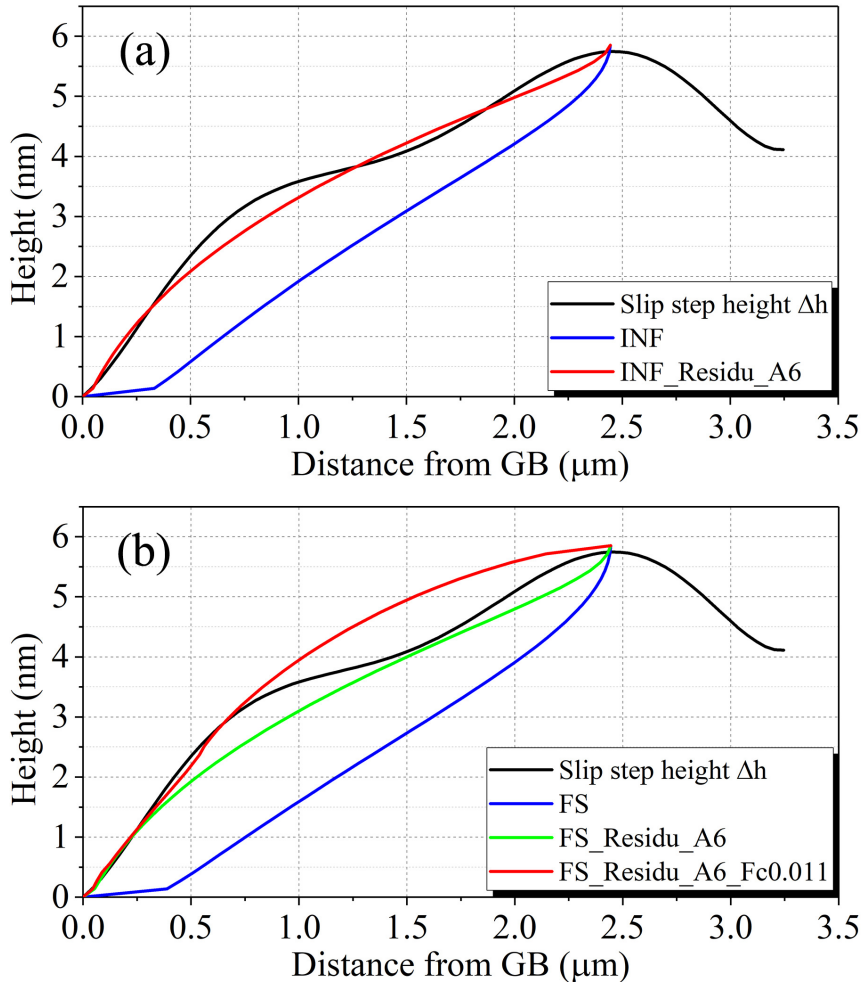 (a)
Height (nm)
6
5
4
3
2
1
0
Slip step height Δh
INF
INF_Residu_A6
0.0 0.5 1.0 1.5 2.0 2.5 3.0 3.5
Distance from GB (μm)
(b)
Height (nm)
6
5
4
3
2
1
0
Slip step height Δh
FS
FS_Residu_A6
FS_Residu_A6_Fc0.011
0.0 0.5 1.0 1.5 2.0 2.5 3.0 3.5
Distance from GB (μm)